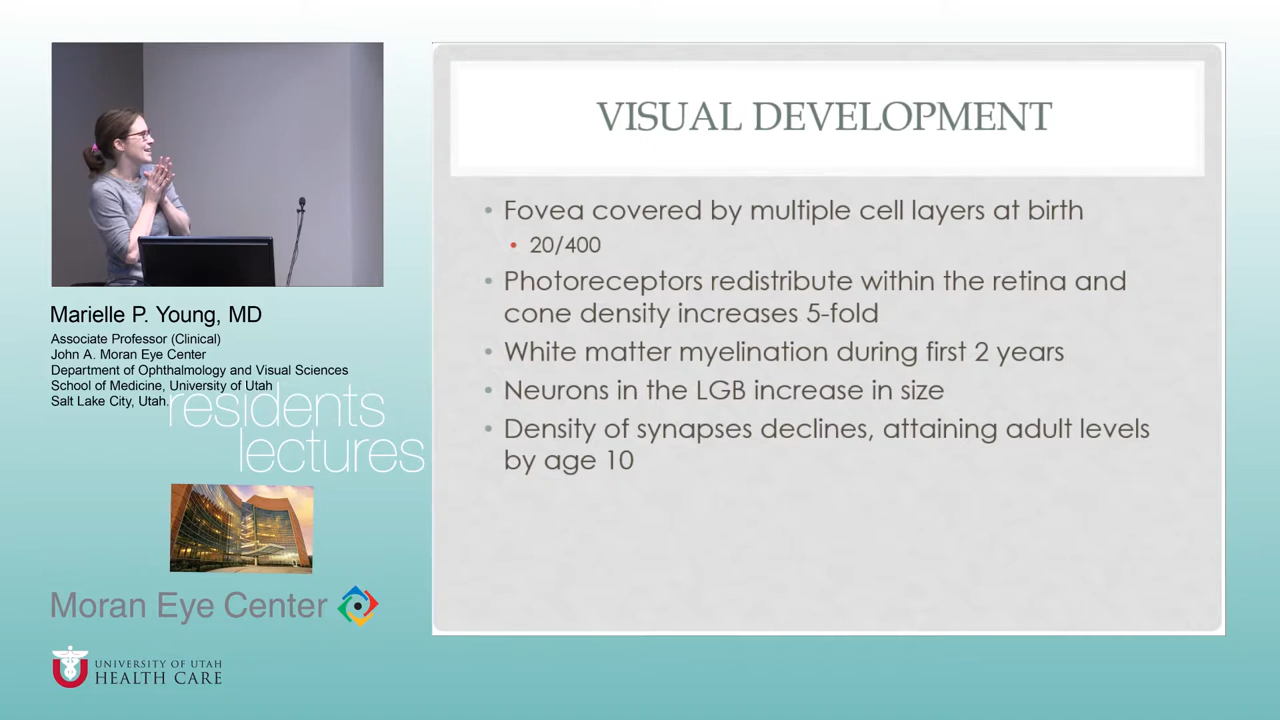 Marielle P. Young, MD
Associate Professor (Clinical)
John A. Moran Eye Center
Department of Ophthalmology and Visual Sciences
School of Medicine, University of Utah
Salt Lake City, Utah.
residents
lectures
Moran Eye Center
UNIVERSITY OF UTAH
HEALTH CARE
VISUAL DEVELOPMENT
• Fovea covered by multiple cell layers at birth
• 20/400
• Photoreceptors redistribute within the retina and
cone density increases 5-fold
• White matter myelination during first 2 years
• Neurons in the LGB increase in size
• Density of synapses declines, attaining adult levels
by age 10